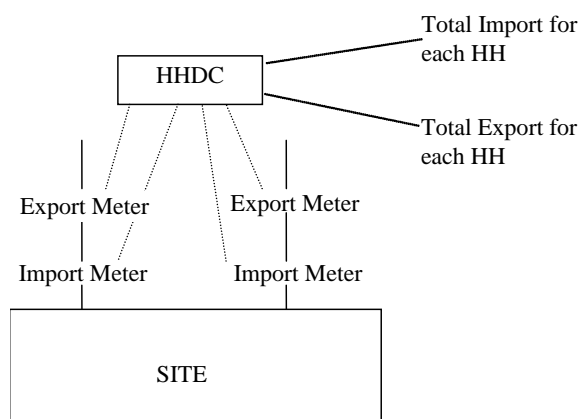 Total Import for
each HH
HHDC
Total Export for
each HH
Export Meter
Export Meter
Import Meter
Import Meter
SITE